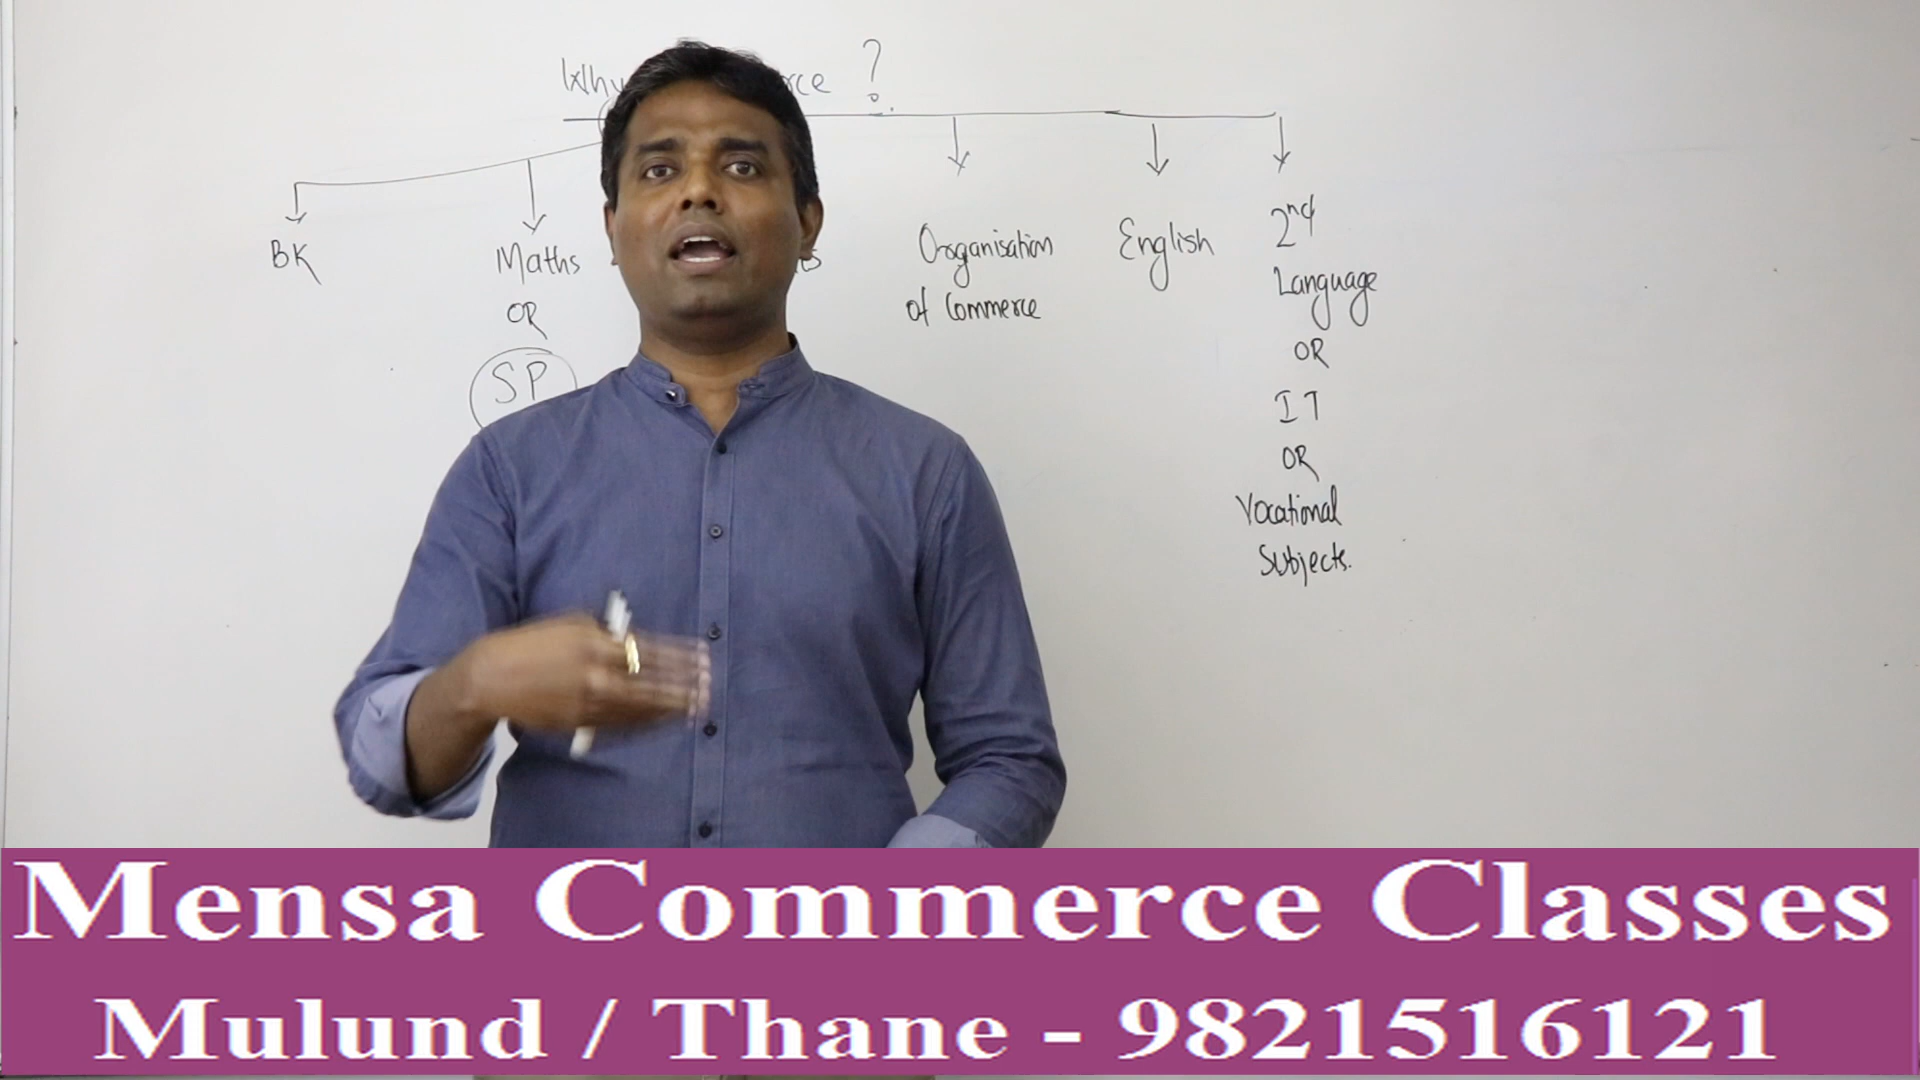 Why ?
BK
Maths
OR
SP
Organisation
of Commerce
English
2nd
Language
OR
IT
OR
Vocational
Subjects.
Mensa Commerce Classes
Mulund / Thane - 9821516121